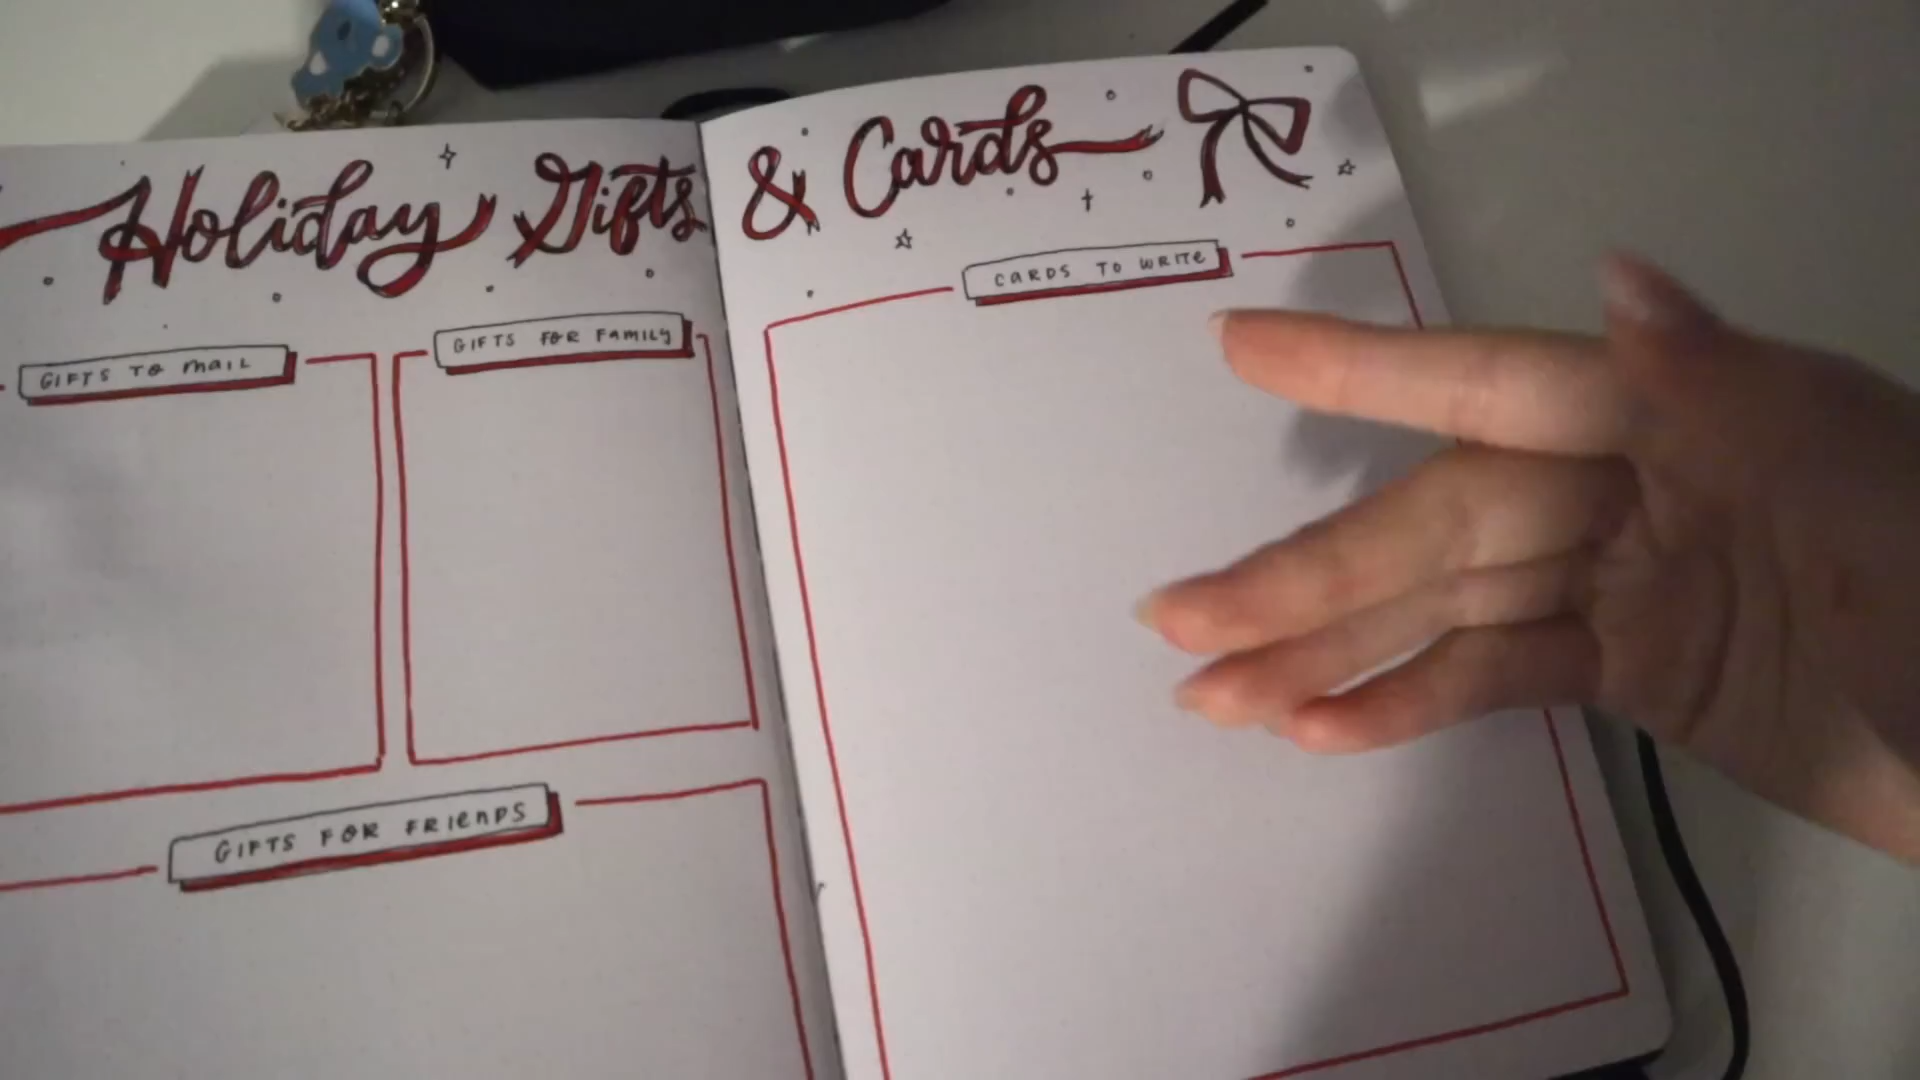 Holiday Gifts & Cards
GIFTS TO maiL
GIFTS FOR FamiLy
CaRDS TO WRITe
GIFTS FOR FRIenDS